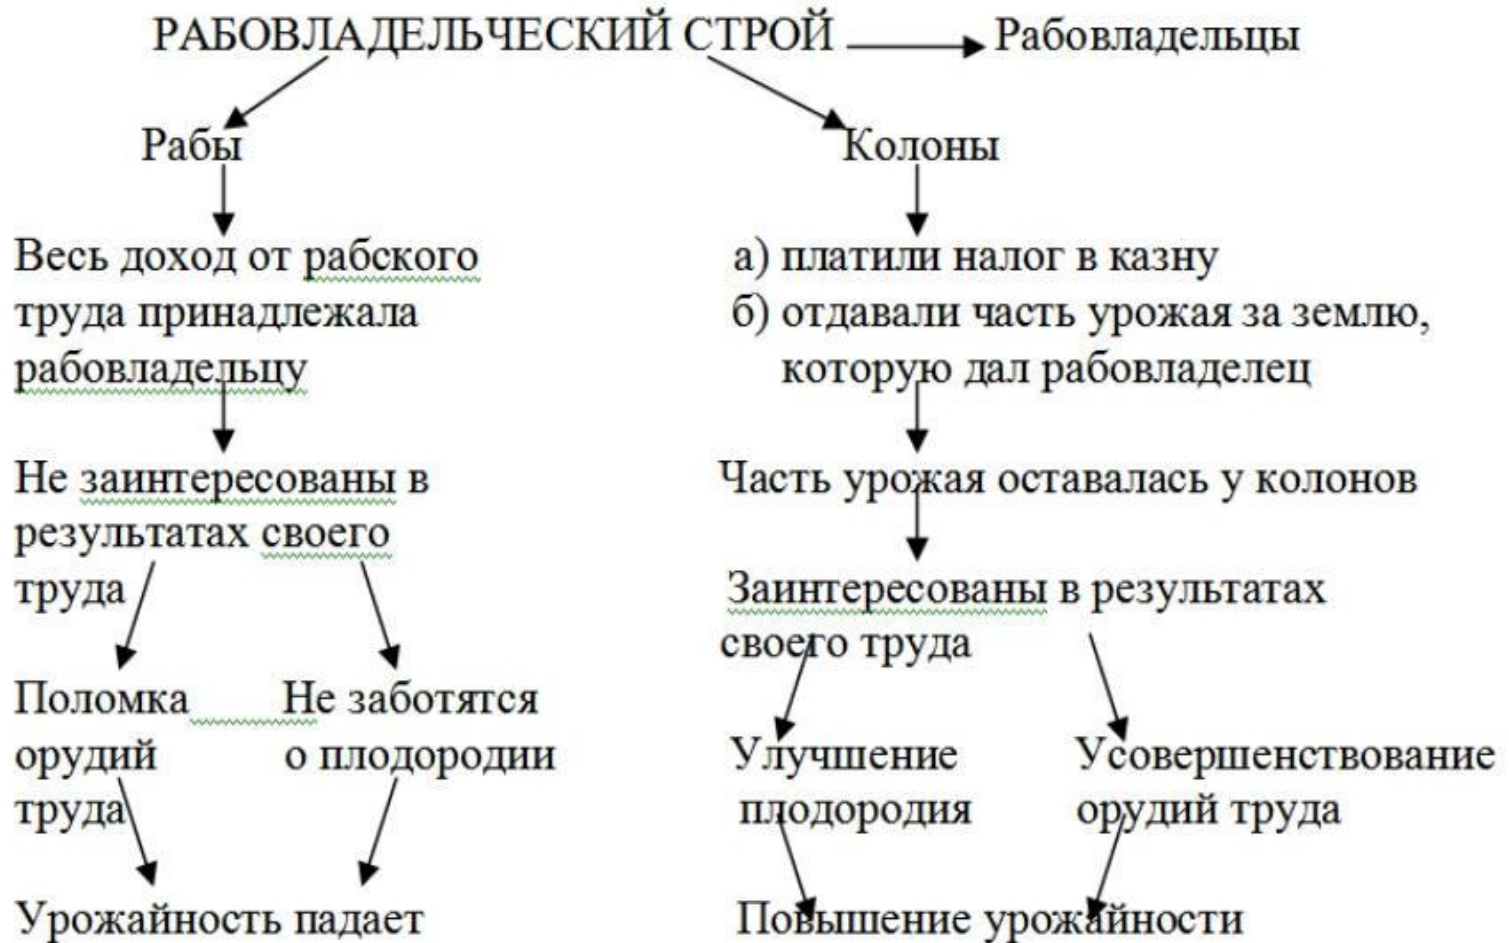 РАБОВЛАДЕЛЬЧЕСКИЙ СТРОЙ Рабовладельцы
Рабы
Весь доход от рабского
труда принадлежала
рабовладельцу
Не заинтересованы в
результатах своего
труда
Поломка
орудий
труда
Не заботятся
о плодородии
Урожайность падает
Колоны
а) платили налог в казну
б) отдавали часть урожая за землю,
которую дал рабовладелец
Часть урожая оставалась у колонов
Заинтересованы в результатах
своего труда
Улучшение
плодородия
Усовершенствование
орудий труда
Повышение урожайности